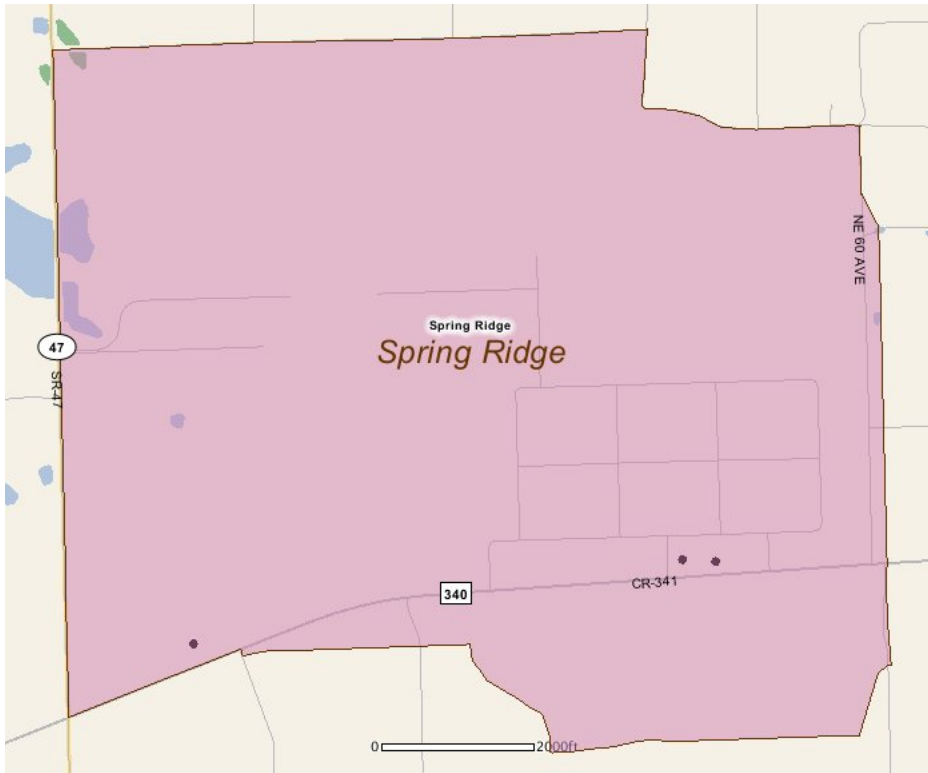 NE 60 AVE
Spring Ridge
Spring Ridge
47
SR-47
CR-341
340
0 2000ft